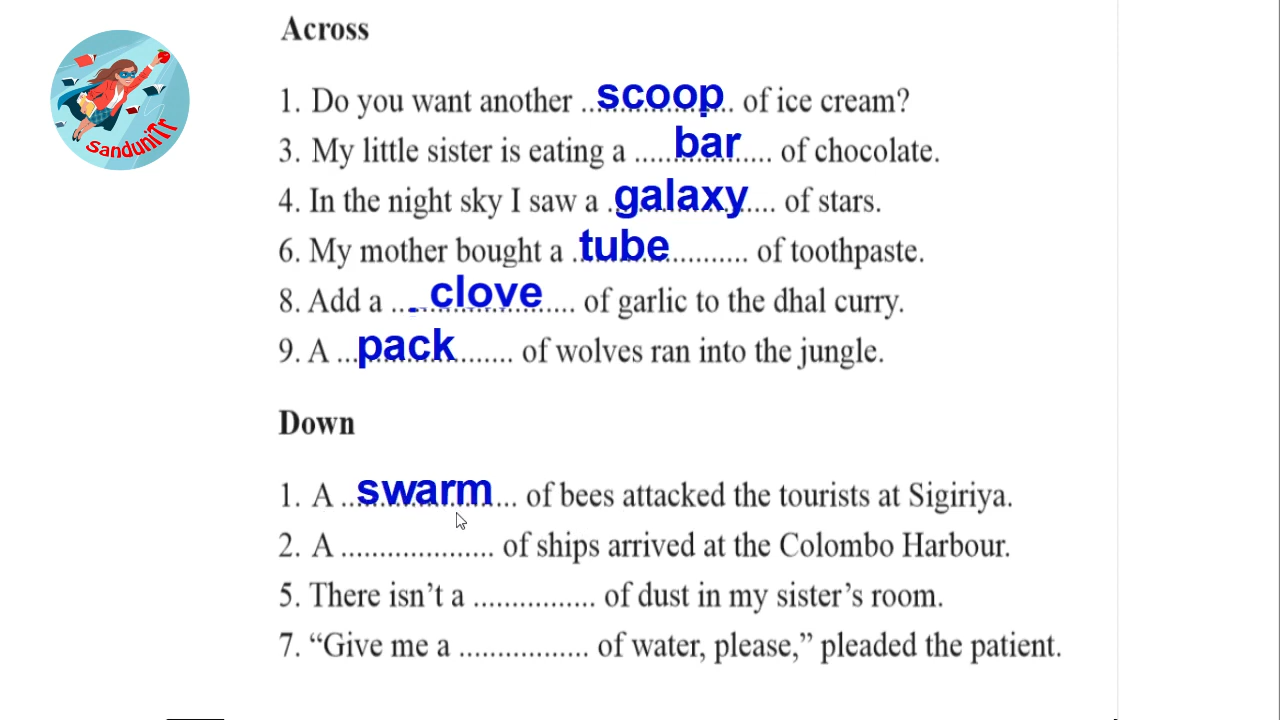 Across
1. Do you want another ..scoop.. of ice cream?
3. My little sister is eating a .....bar.... of chocolate.
4. In the night sky I saw a .galaxy.... of stars.
6. My mother bought a .tube.......... of toothpaste.
8. Add a ...clove.... of garlic to the dhal curry.
9. A ...pack........ of wolves ran into the jungle.
Down
1. A ..swarm... of bees attacked the tourists at Sigiriya.
2. A .................... of ships arrived at the Colombo Harbour.
5. There isn’t a ................ of dust in my sister’s room.
7. “Give me a ................. of water, please,” pleaded the patient.
sanduniTr